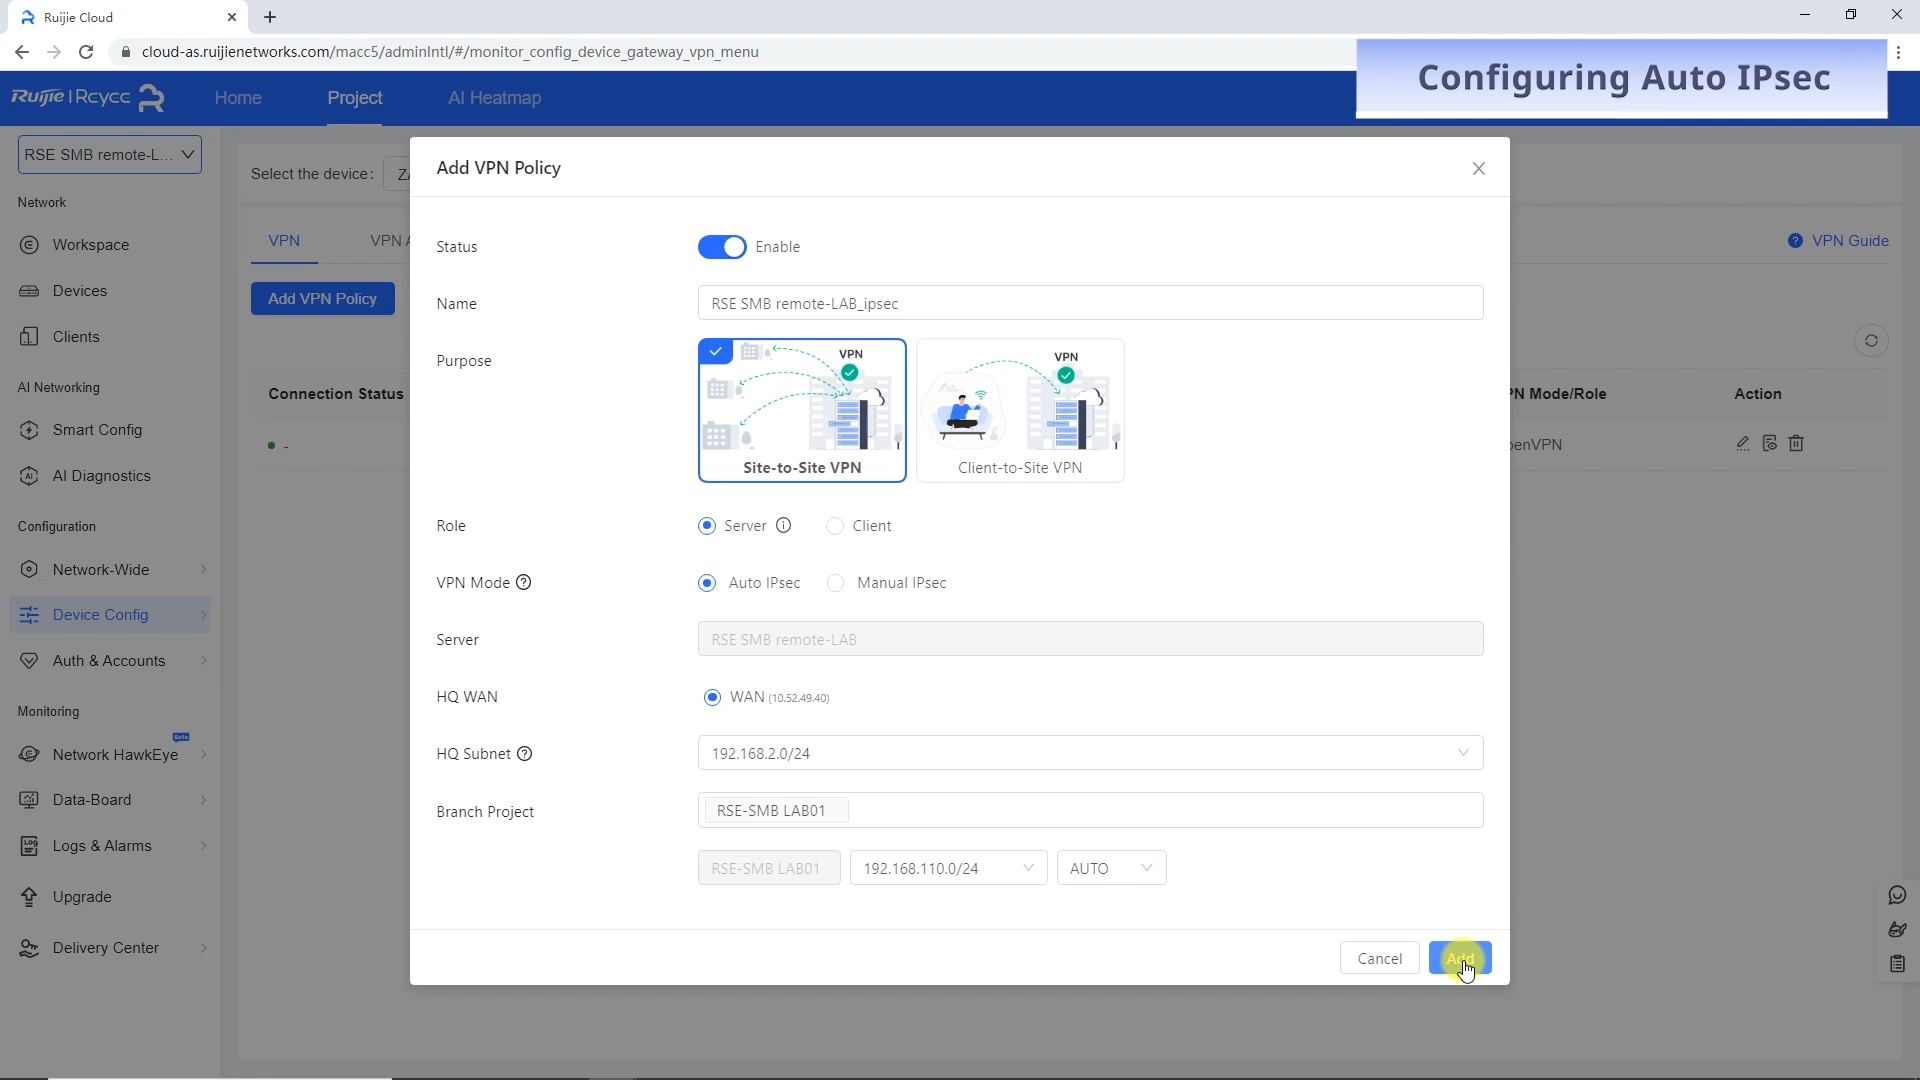 Ruijie Cloud
cloud-as.ruijienetworks.com/macc5/adminIntl/#/monitor_config_device_gateway_vpn_menu
Configuring Auto IPsec
Ruijie | Rcycc
Home
Project
AI Heatmap
RSE SMB remote-L...
Network
Workspace
Devices
Clients
AI Networking
Smart Config
AI Diagnostics
Configuration
Network-Wide
Device Config
Auth & Accounts
Monitoring
Beta
Network HawkEye
Data-Board
Logs & Alarms
Upgrade
Delivery Center
Select the device:
VPN
VPN
VPN Guide
Add VPN Policy
Connection Status
N Mode/Role
Action
-
enVPN
Add VPN Policy
Status
Enable
Name
RSE SMB remote-LAB_ipsec
Purpose
VPN
Site-to-Site VPN
VPN
Client-to-Site VPN
Role
Server
Client
VPN Mode
Auto IPsec
Manual IPsec
Server
RSE SMB remote-LAB
HQ WAN
WAN (10.52.49.40)
HQ Subnet
192.168.2.0/24
Branch Project
RSE-SMB LAB01
RSE-SMB LAB01
192.168.110.0/24
AUTO
Cancel
Add